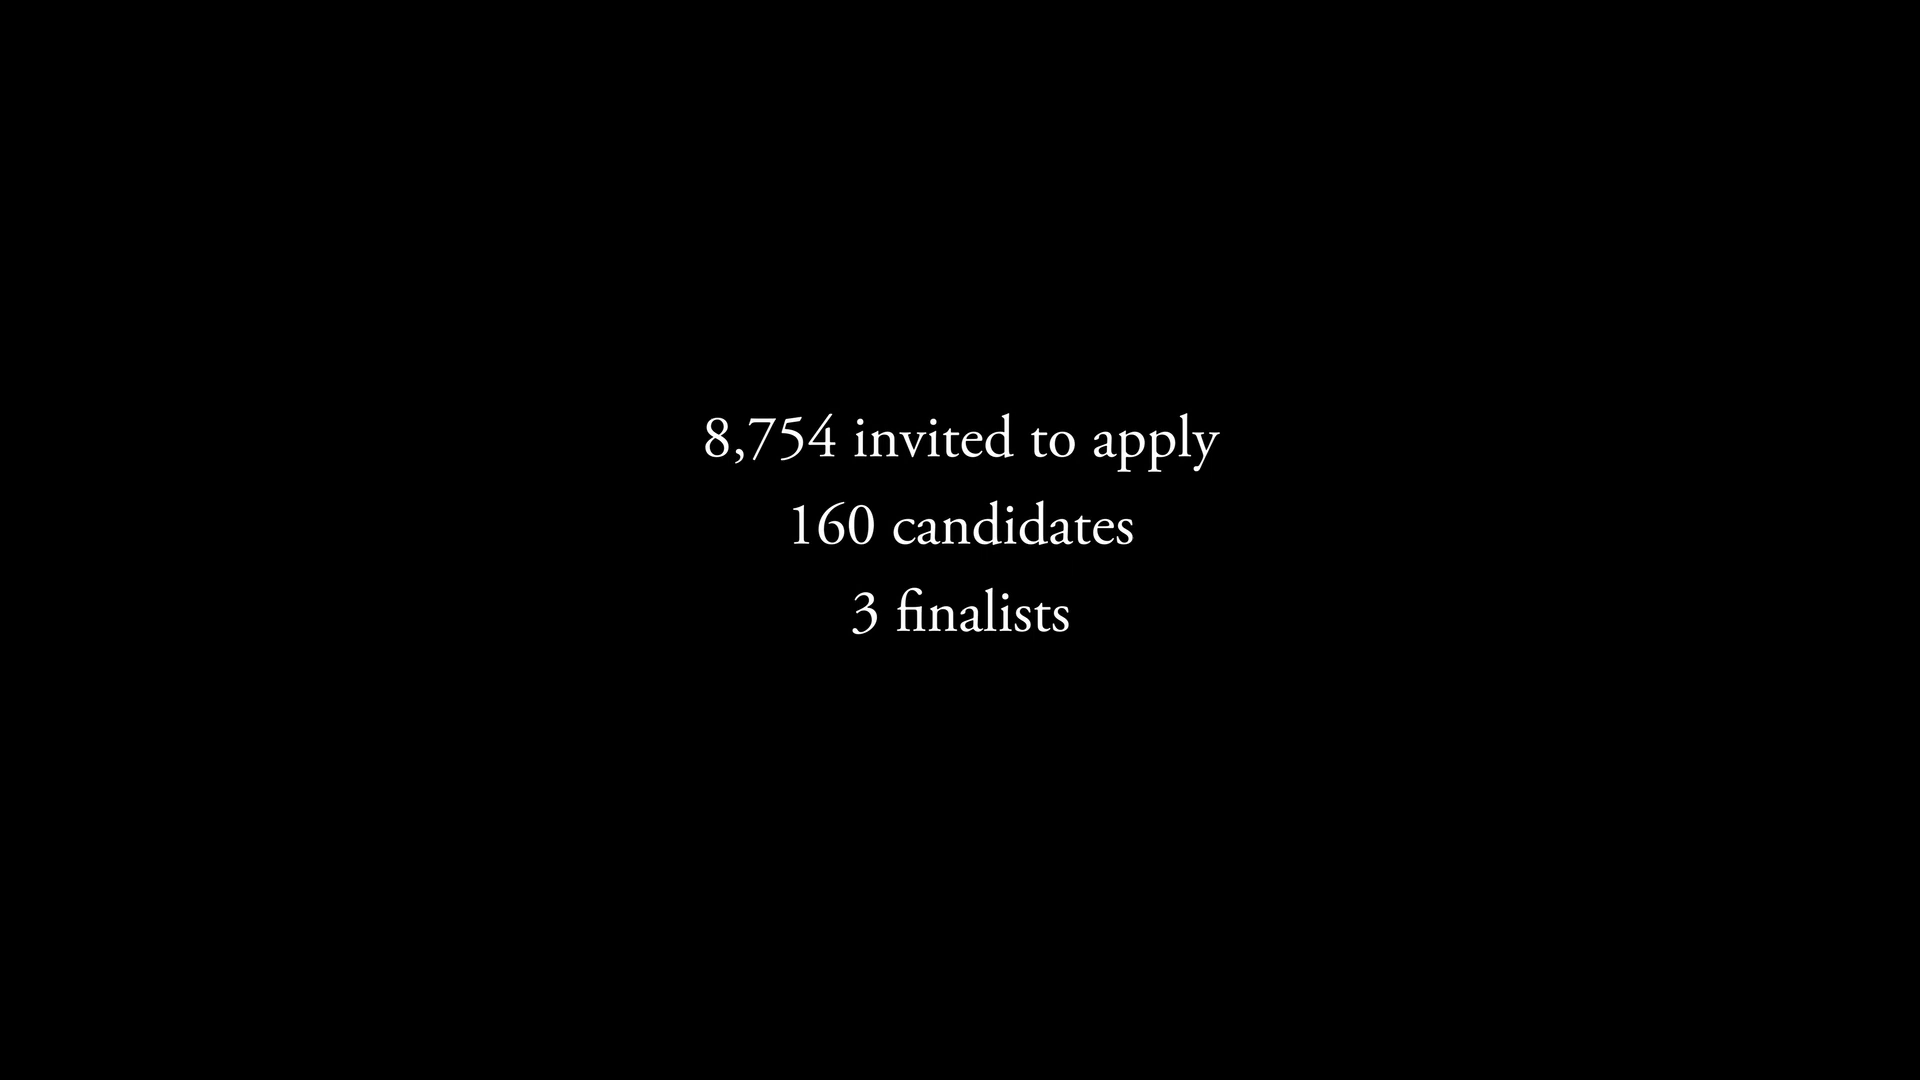 8,754 invited to apply
160 candidates
3 finalists